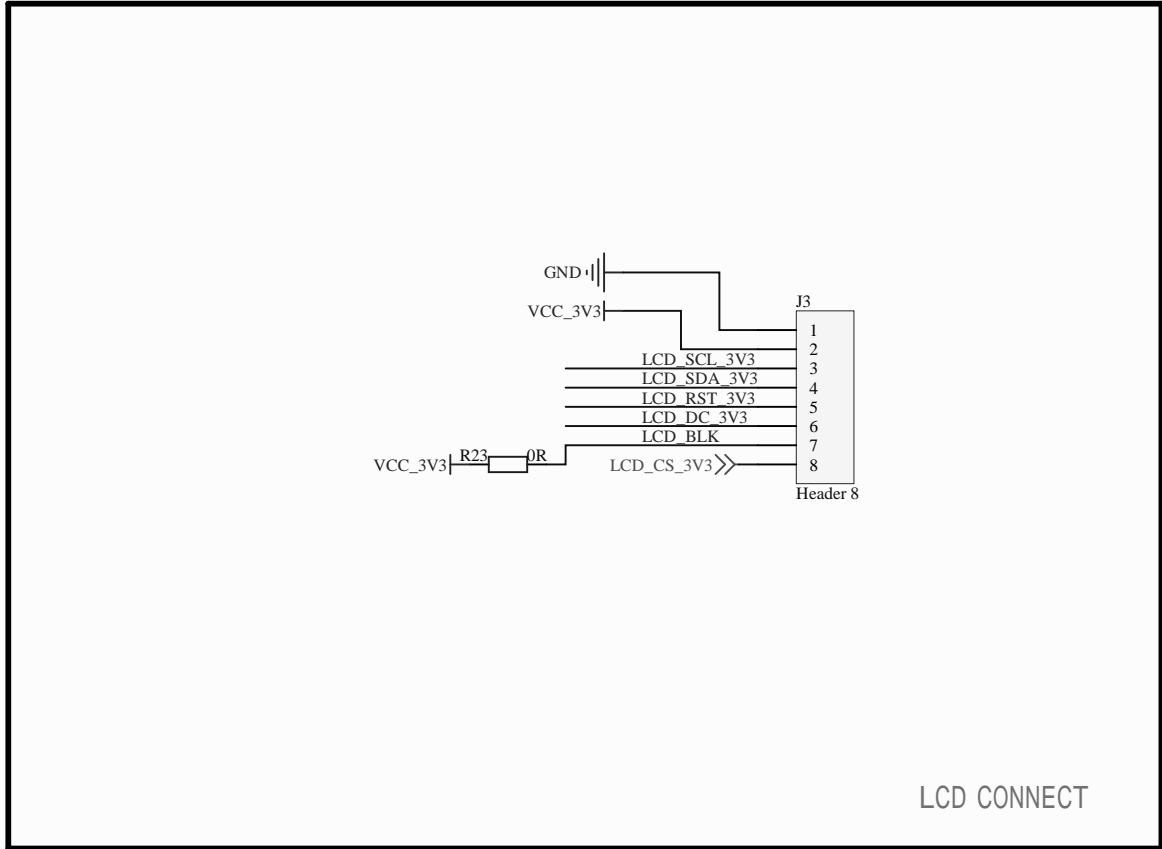 GND
VCC_3V3
J3
1
2
LCD_SCL_3V3
3
LCD_SDA_3V3
4
LCD_RST_3V3
5
LCD_DC_3V3
6
LCD_BLK
7
VCC_3V3
R23
0R
LCD_CS_3V3
8
Header 8
LCD CONNECT